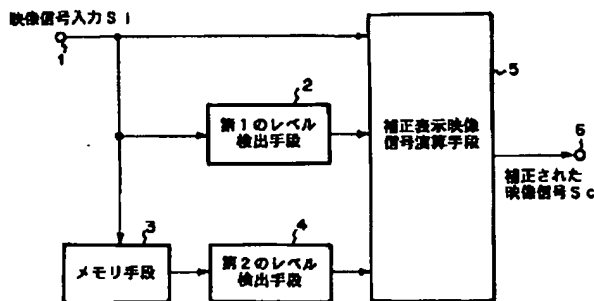 映像信号入力Si
1
2
第1のレベル
検出手段
3
メモリ手段
4
第2のレベル
検出手段
5
補正表示映像
信号演算手段
6
補正された
映像信号Sc